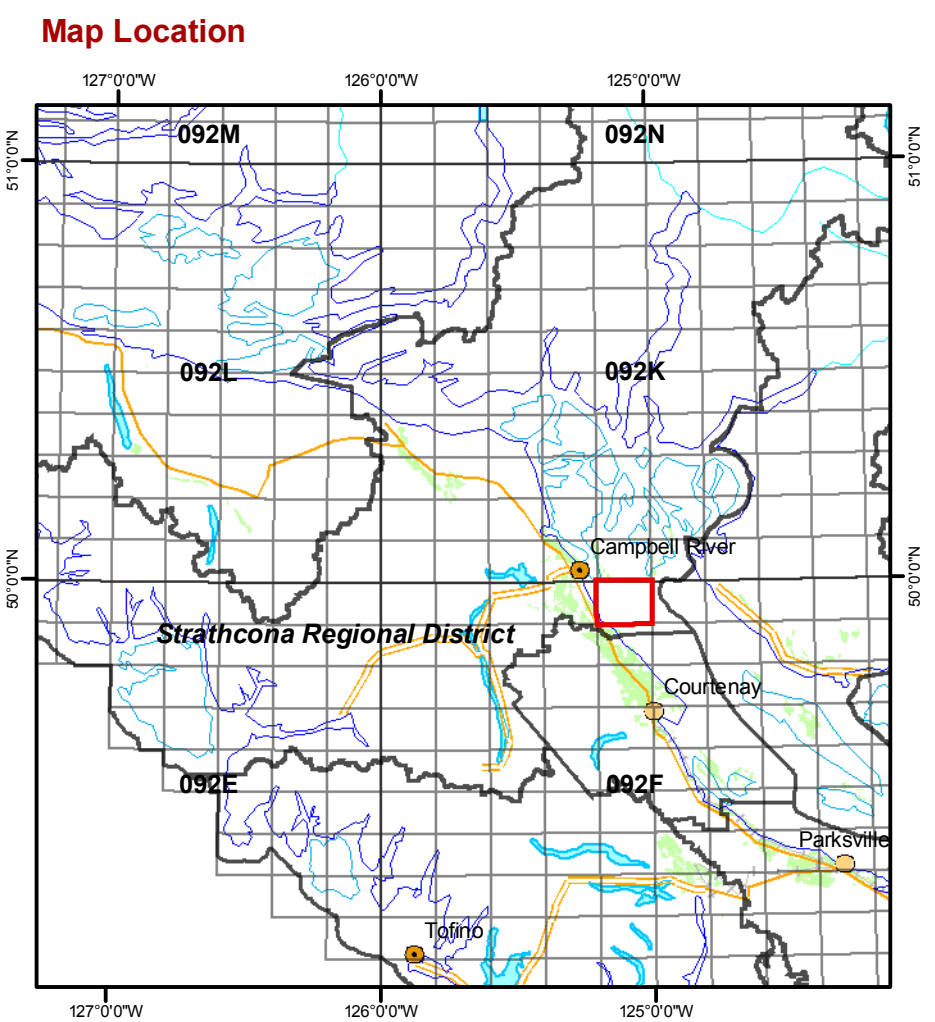 Map Location
127°0'0"W 126°0'0"W 125°0'0"W
51°0'0"N 092M 092N 51°0'0"N
092L 092K
50°0'0"N Campbell River 50°0'0"N
Strathcona Regional District
Courtenay
092E 092F
Parksville
Tofino
127°0'0"W 126°0'0"W 125°0'0"W